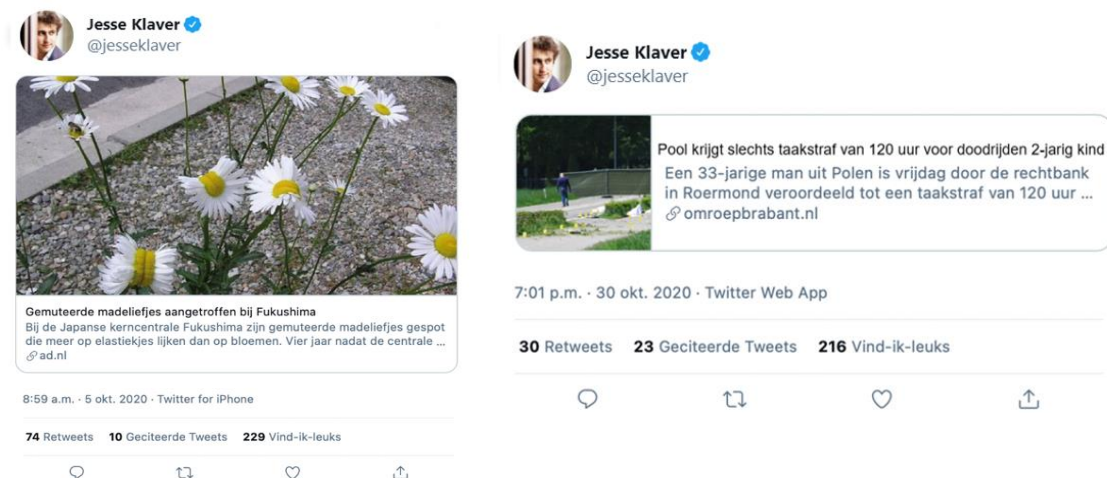 Jesse Klaver
@jesseklaver
Gemuteerde madeliefjes aangetroffen bij Fukushima
Bij de Japanse kerncentrale Fukushima zijn gemuteerde madeliefjes gespot
die meer op elastiekjes lijken dan op bloemen. Vier jaar nadat de centrale ...
ad.nl
8:59 a.m. · 5 okt. 2020 · Twitter for iPhone
74 Retweets 10 Geciteerde Tweets 229 Vind-ik-leuks
Jesse Klaver
@jesseklaver
Pool krijgt slechts taakstraf van 120 uur voor doodrijden 2-jarig kind
Een 33-jarige man uit Polen is vrijdag door de rechtbank
in Roermond veroordeeld tot een taakstraf van 120 uur ...
omroepbrabant.nl
7:01 p.m. · 30 okt. 2020 · Twitter Web App
30 Retweets 23 Geciteerde Tweets 216 Vind-ik-leuks